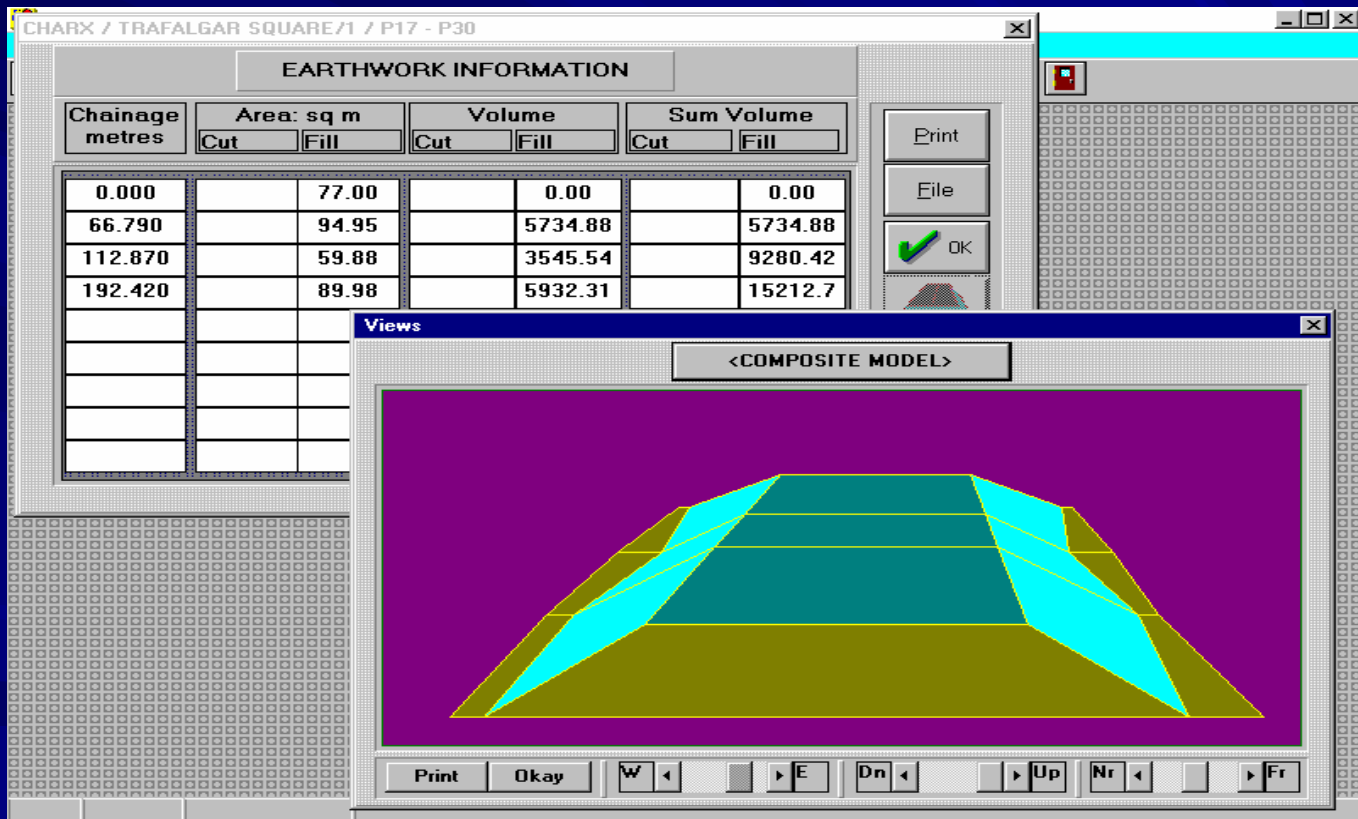 CHARX / TRAFALGAR SQUARE/1 / P17 - P30
EARTHWORK INFORMATION
Chainage metres Area: sq m Volume Sum Volume
Cut Fill Cut Fill Cut Fill
0.000 77.00 0.00 0.00
66.790 94.95 5734.88 5734.88
112.870 59.88 3545.54 9280.42
192.420 89.98 5932.31 15212.7
Print
File
OK
Views
<COMPOSITE MODEL>
Print Okay W E Dn Up Nr Fr